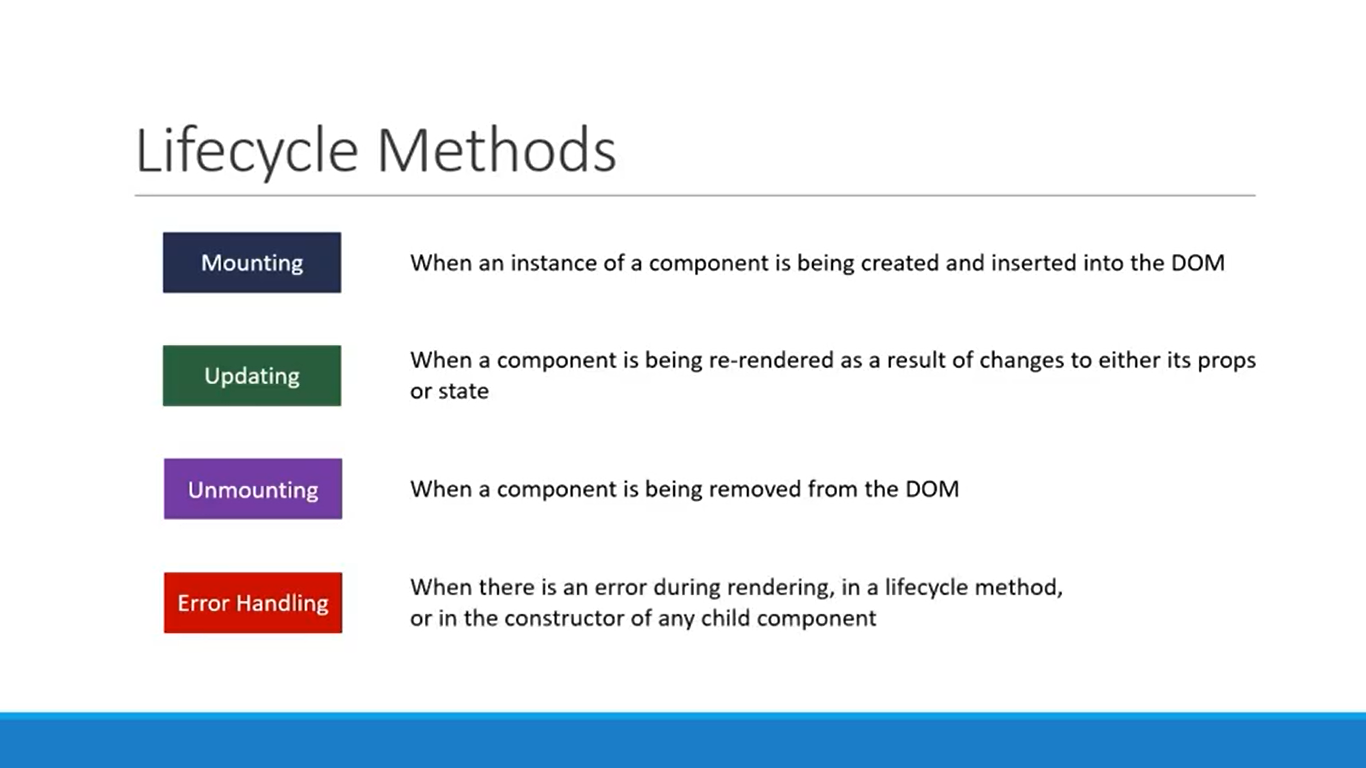 Lifecycle Methods
Mounting
When an instance of a component is being created and inserted into the DOM
Updating
When a component is being re-rendered as a result of changes to either its props
or state
Unmounting
When a component is being removed from the DOM
Error Handling
When there is an error during rendering, in a lifecycle method,
or in the constructor of any child component